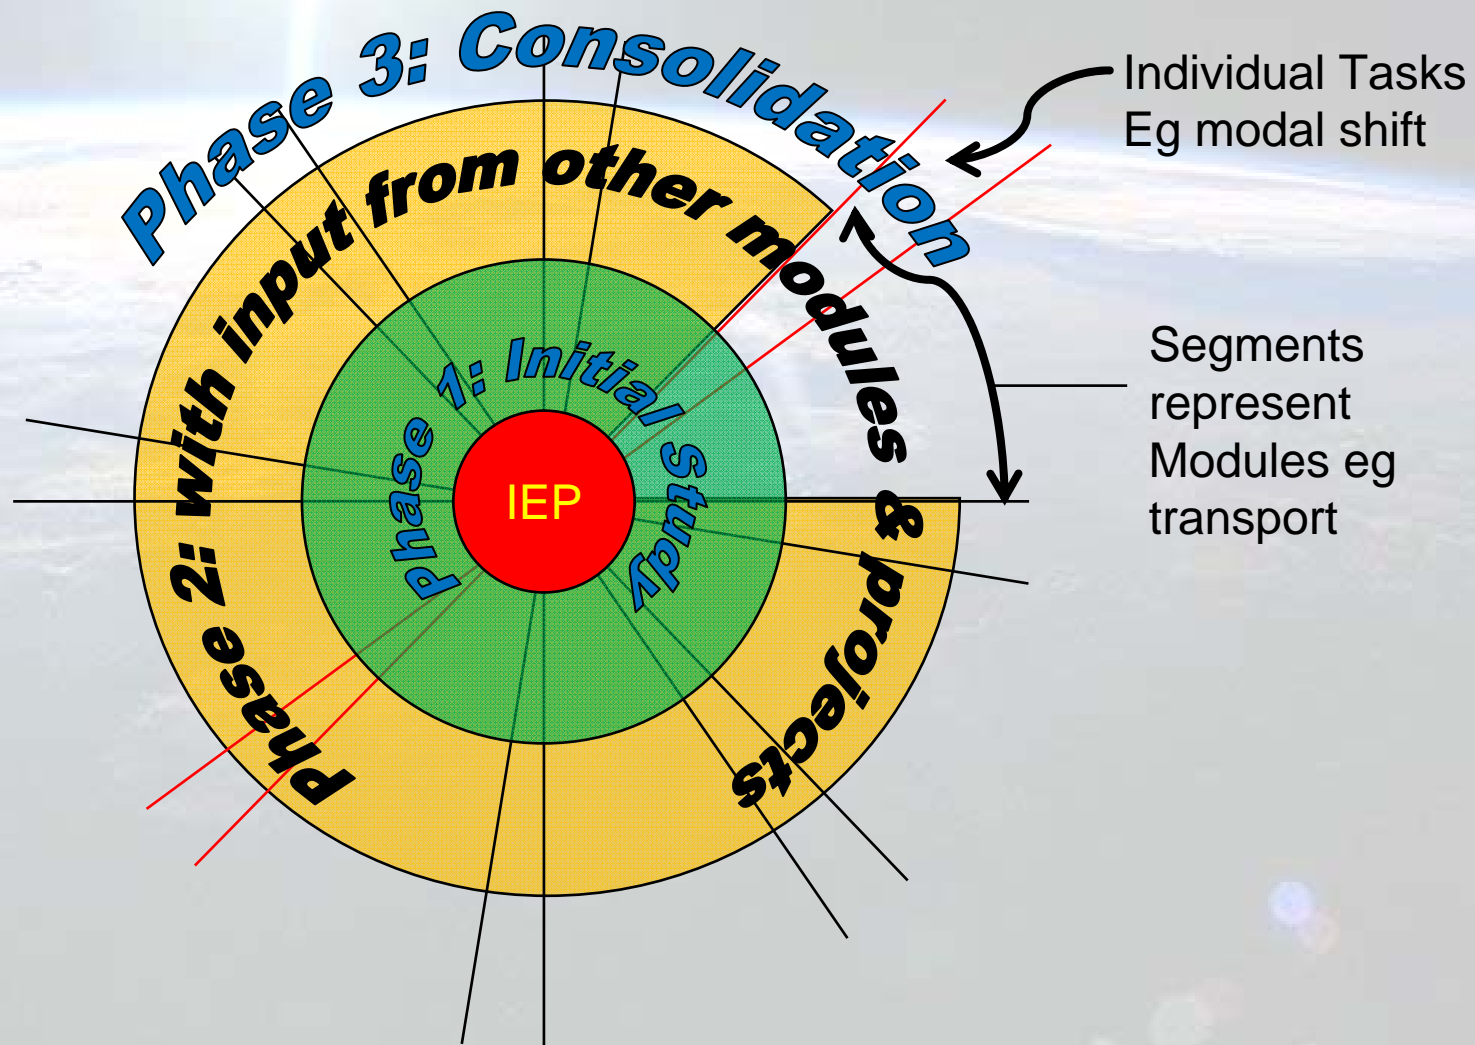 Phase 3: Consolidation
Individual Tasks
Eg modal shift
Phase 2: with input from other modules & projects
Phase 1: Initial Study
IEP
Segments
represent
Modules eg
transport